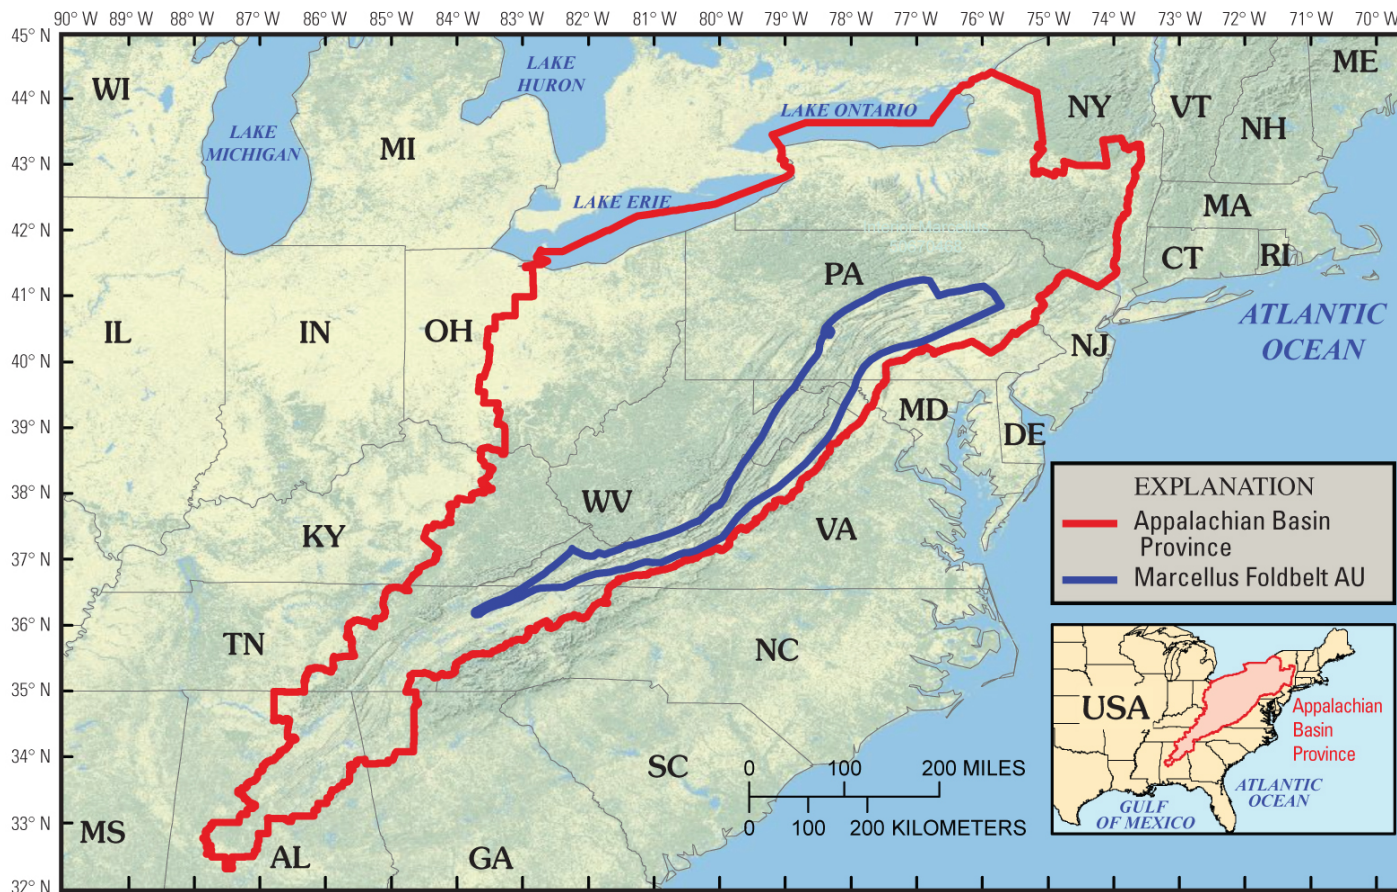 90° W 88° W 87° W 86° W 85° W 84° W 83° W 82° W 81° W 80° W 79° W 78° W 77° W 76° W 75° W 74° W 73° W 72° W 71° W 70° W
45° N
44° N
43° N
42° N
41° N
40° N
39° N
38° N
37° N
36° N
35° N
34° N
33° N
32° N
WI
LAKE
MICHIGAN
MI
LAKE
HURON
LAKE ONTARIO
LAKE ERIE
NY
VT
NH
ME
MA
CT
RI
PA
NJ
ATLANTIC
OCEAN
IL
IN
OH
MD
DE
WV
VA
KY
TN
NC
SC
MS
AL
GA
EXPLANATION
Appalachian Basin
Province
Marcellus Foldbelt AU
0 100 200 MILES
0 100 200 KILOMETERS
USA
Appalachian
Basin
Province
ATLANTIC
OCEAN
GULF
OF MEXICO